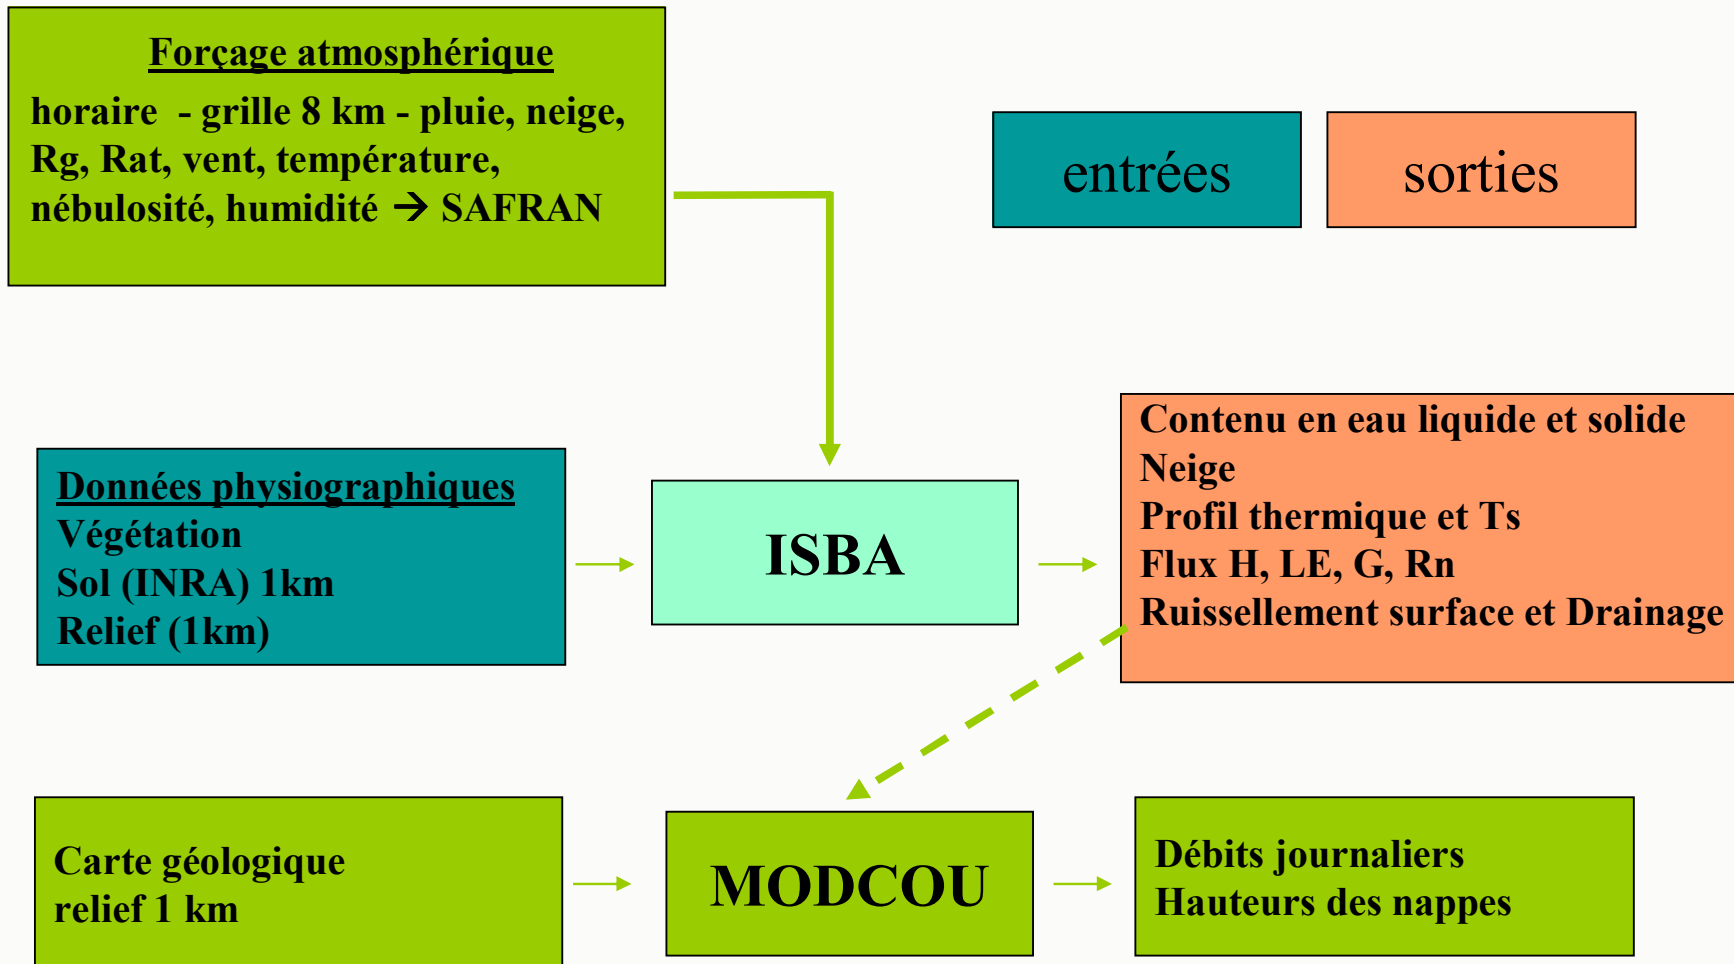 Forçage atmosphérique
horaire - grille 8 km - pluie, neige,
Rg, Rat, vent, température,
nébulosité, humidité → SAFRAN
entrées
sorties
Données physiographiques
Végétation
Sol (INRA) 1km
Relief (1km)
ISBA
Contenu en eau liquide et solide
Neige
Profil thermique et Ts
Flux H, LE, G, Rn
Ruissellement surface et Drainage
Carte géologique
relief 1 km
MODCOU
Débits journaliers
Hauteurs des nappes